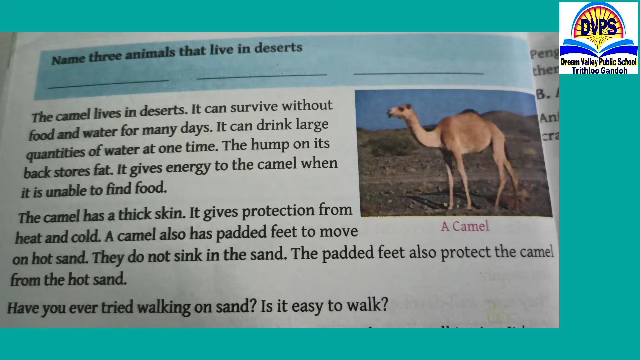 DVPS
Dream Valley Public School
Trithloo Gandoh
Name three animals that live in deserts
The camel lives in deserts. It can survive without
food and water for many days. It can drink large
quantities of water at one time. The hump on its
back stores fat. It gives energy to the camel when
it is unable to find food.
A Camel
The camel has a thick skin. It gives protection from
heat and cold. A camel also has padded feet to move
on hot sand. They do not sink in the sand. The padded feet also protect the camel
from the hot sand.
Have you ever tried walking on sand? Is it easy to walk?
B.